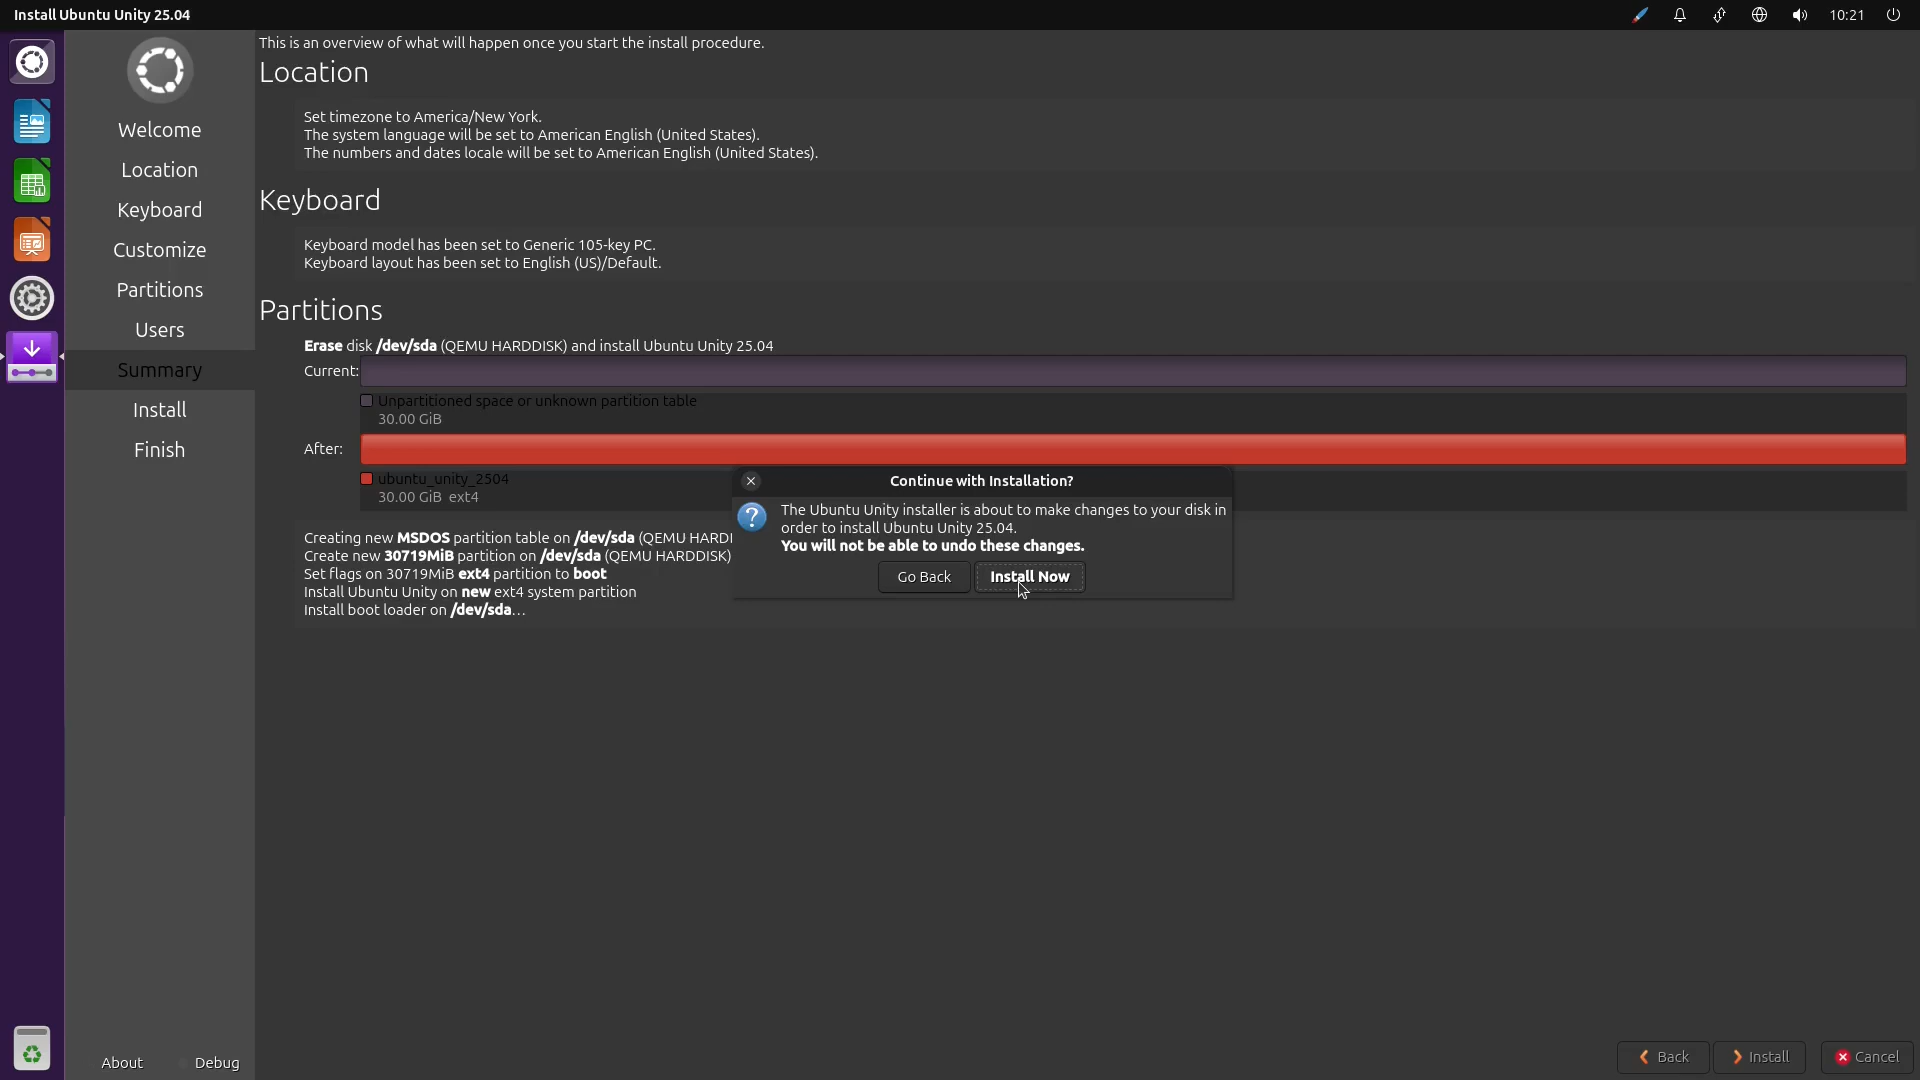 Install Ubuntu Unity 25.04
10:21
This is an overview of what will happen once you start the install procedure.
Location
Set timezone to America/New York.
The system language will be set to American English (United States).
The numbers and dates locale will be set to American English (United States).
Keyboard
Keyboard model has been set to Generic 105-key PC.
Keyboard layout has been set to English (US)/Default.
Partitions
Erase disk /dev/sda (QEMU HARDDISK) and install Ubuntu Unity 25.04
Current:
Unpartitioned space or unknown partition table
30.00 GiB
After:
ubuntu_unity_2504
30.00 GiB ext4
Creating new MSDOS partition table on /dev/sda (QEMU HARDI
Create new 30719MiB partition on /dev/sda (QEMU HARDDISK)
Set flags on 30719MiB ext4 partition to boot
Install Ubuntu Unity on new ext4 system partition
Install boot loader on /dev/sda…
Continue with Installation?
The Ubuntu Unity installer is about to make changes to your disk in
order to install Ubuntu Unity 25.04.
You will not be able to undo these changes.
Go Back
Install Now
Welcome
Location
Keyboard
Customize
Partitions
Users
Summary
Install
Finish
About
Debug
Back
Install
Cancel